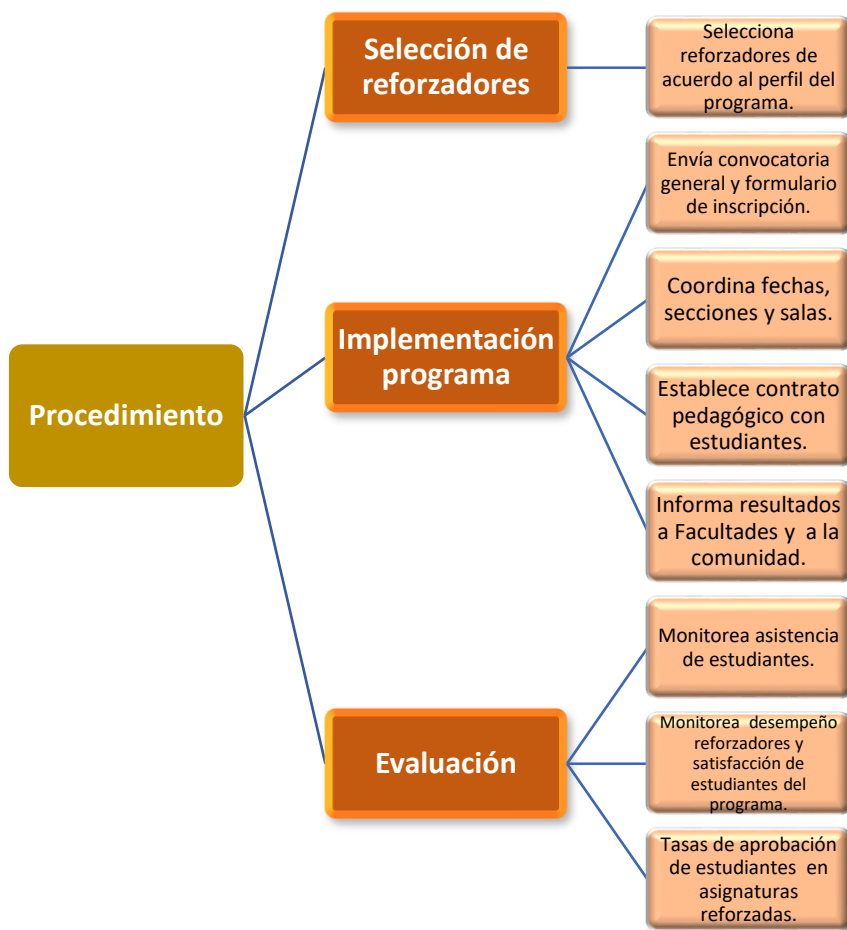 Procedimiento
Selección de
reforzadores
Selecciona
reforzadores de
acuerdo al perfil del
programa.
Implementación
programa
Envía convocatoria
general y formulario
de inscripción.
Coordina fechas,
secciones y salas.
Establece contrato
pedagógico con
estudiantes.
Informa resultados
a Facultades y  a la
comunidad.
Evaluación
Monitorea asistencia
de estudiantes.
Monitorea  desempeño
reforzadores y
satisfacción de
estudiantes del
programa.
Tasas de aprobación
de estudiantes  en
asignaturas
reforzadas.